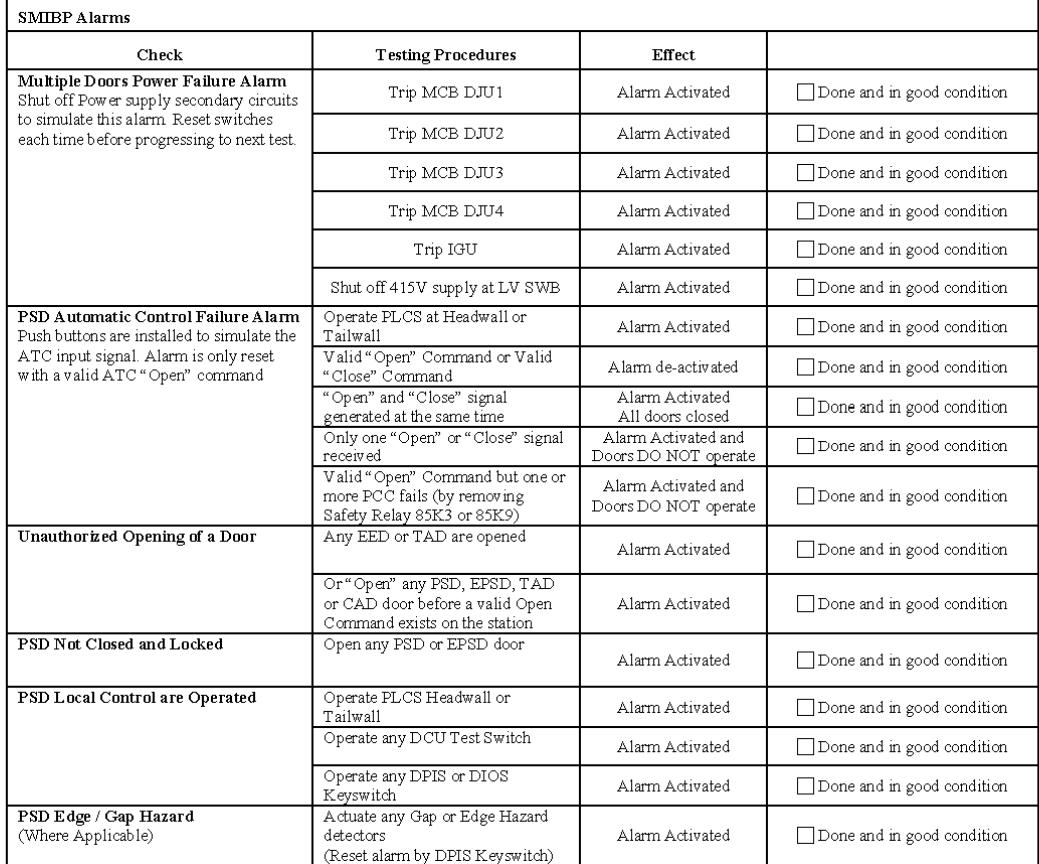 SMIBP Alarms
Check
Testing Procedures
Effect
Multiple Doors Power Failure Alarm
Shut off Power supply secondary circuits
to simulate this alarm. Reset switches
each time before progressing to next test.
Trip MCB DJU1
Alarm Activated
Done and in good condition
Trip MCB DJU2
Alarm Activated
Done and in good condition
Trip MCB DJU3
Alarm Activated
Done and in good condition
Trip MCB DJU4
Alarm Activated
Done and in good condition
Trip IGU
Alarm Activated
Done and in good condition
Shut off 415V supply at LV SWB
Alarm Activated
Done and in good condition
PSD Automatic Control Failure Alarm
Push buttons are installed to simulate the
ATC input signal. Alarm is only reset
with a valid ATC “Open” command
Operate PLCS at Headwall or
Tailwall
Alarm Activated
Done and in good condition
Valid “Open” Command or Valid
“Close” Command
Alarm de-activated
Done and in good condition
“Open” and “Close” signal
generated at the same time
Alarm Activated
All doors closed
Done and in good condition
Only one “Open” or “Close” signal
received
Alarm Activated and
Doors DO NOT operate
Done and in good condition
Valid “Open” Command but one or
more PCC fails (by removing
Safety Relay 85K3 or 85K9)
Alarm Activated and
Doors DO NOT operate
Done and in good condition
Unauthorized Opening of a Door
Any EED or TAD are opened
Alarm Activated
Done and in good condition
Or “Open” any PSD, EPSD, TAD
or CAD door before a valid Open
Command exists on the station
Alarm Activated
Done and in good condition
PSD Not Closed and Locked
Open any PSD or EPSD door
Alarm Activated
Done and in good condition
PSD Local Control are Operated
Operate PLCS Headwall or
Tailwall
Alarm Activated
Done and in good condition
Operate any DCU Test Switch
Alarm Activated
Done and in good condition
Operate any DPIS or DIOS
Keyswitch
Alarm Activated
Done and in good condition
PSD Edge / Gap Hazard
(Where Applicable)
Actuate any Gap or Edge Hazard
detectors
(Reset alarm by DPIS Keyswitch)
Alarm Activated
Done and in good condition